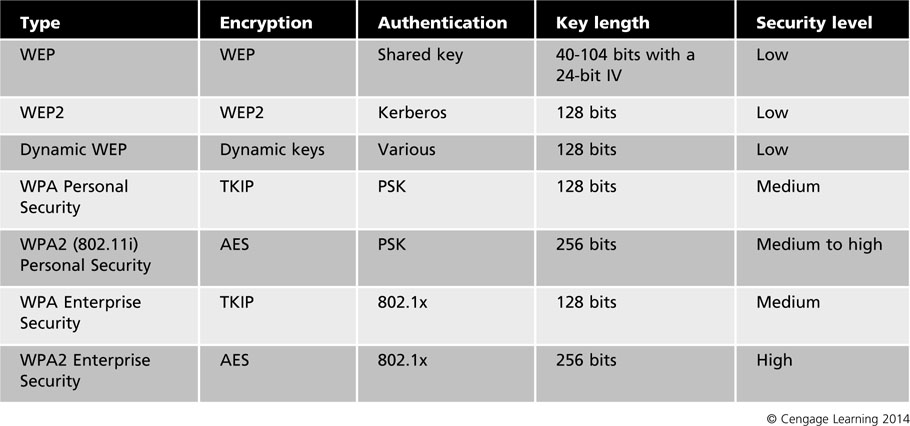 Type Encryption Authentication Key length Security level
WEP WEP Shared key 40-104 bits with a Low
24-bit IV
WEP2 WEP2 Kerberos 128 bits Low
Dynamic WEP Dynamic keys Various 128 bits Low
WPA Personal TKIP PSK 128 bits Medium
Security
WPA2 (802.11i) AES PSK 256 bits Medium to high
Personal Security
WPA Enterprise TKIP 802.1x 128 bits Medium
Security
WPA2 Enterprise AES 802.1x 256 bits High
Security
© Cengage Learning 2014